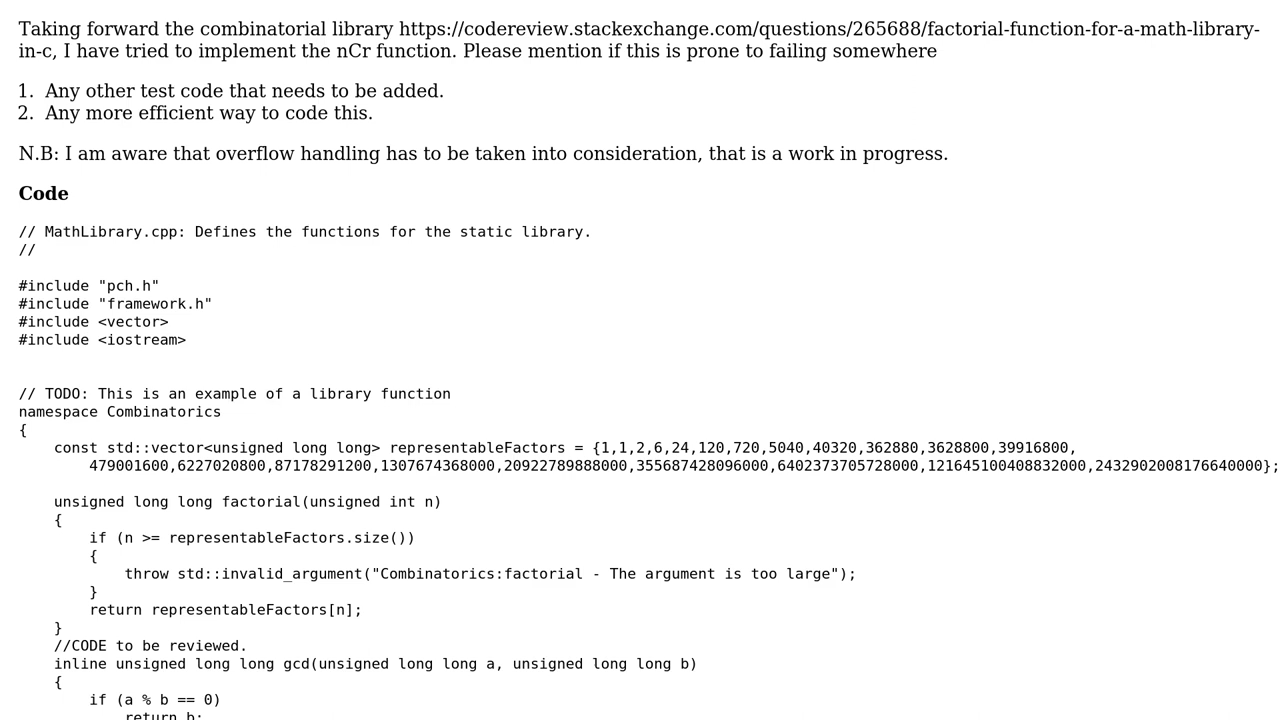 Taking forward the combinatorial library https://codereview.stackexchange.com/questions/265688/factorial-function-for-a-math-library-
in-c, I have tried to implement the nCr function. Please mention if this is prone to failing somewhere
1. Any other test code that needs to be added.
2. Any more efficient way to code this.
N.B: I am aware that overflow handling has to be taken into consideration, that is a work in progress.
Code
// MathLibrary.cpp: Defines the functions for the static library.
//
#include "pch.h"
#include "framework.h"
#include <vector>
#include <iostream>
// TODO: This is an example of a library function
namespace Combinatorics
{
    const std::vector<unsigned long long> representableFactors = {1,1,2,6,24,120,720,5040,40320,362880,3628800,39916800,
        479001600,6227020800,87178291200,1307674368000,20922789888000,355687428096000,6402373705728000,121645100408832000,2432902008176640000};
    unsigned long long factorial(unsigned int n)
    {
        if (n >= representableFactors.size())
        {
            throw std::invalid_argument("Combinatorics:factorial - The argument is too large");
        }
        return representableFactors[n];
    }
    //CODE to be reviewed.
    inline unsigned long long gcd(unsigned long long a, unsigned long long b)
    {
        if (a % b == 0)
            return b;